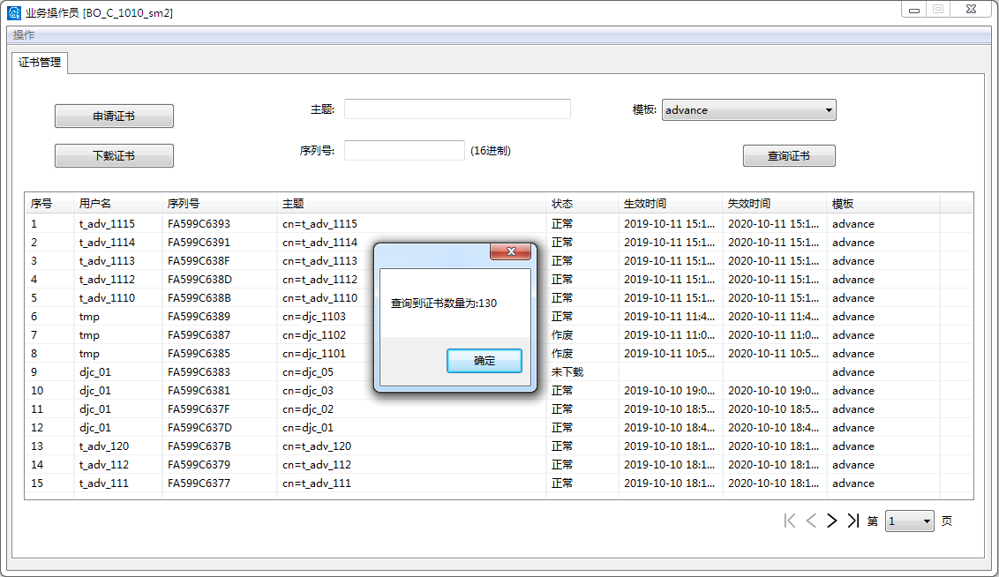 业务操作员 [BO_C_1010_sm2]
操作
证书管理
申请证书 主题: 模板: advance
下载证书 序列号: (16进制) 查询证书
序号 用户名 序列号 主题 状态 生效时间 失效时间 模板
1 t_adv_1115 FA599C6393 cn=t_adv_1115 正常 2019-10-11 15:1... 2020-10-11 15:1... advance
2 t_adv_1114 FA599C6391 cn=t_adv_1114 正常 2019-10-11 15:1... 2020-10-11 15:1... advance
3 t_adv_1113 FA599C638F cn=t_adv_1113 正常 2019-10-11 15:1... 2020-10-11 15:1... advance
4 t_adv_1112 FA599C638D cn=t_adv_1112 正常 2019-10-11 15:1... 2020-10-11 15:1... advance
5 t_adv_1110 FA599C638B cn=t_adv_1110 正常 2019-10-11 15:1... 2020-10-11 15:1... advance
6 tmp FA599C6389 cn=djc_1103 正常 2019-10-11 11:4... 2020-10-11 11:4... advance
7 tmp FA599C6387 cn=djc_1102 作废 2019-10-11 11:0... 2020-10-11 11:0... advance
8 tmp FA599C6385 cn=djc_1101 作废 2019-10-11 10:5... 2020-10-11 10:5... advance
9 djc_01 FA599C6383 cn=djc_05 未下载 advance
10 djc_01 FA599C6381 cn=djc_03 正常 2019-10-10 19:0... 2020-10-10 19:0... advance
11 djc_01 FA599C637F cn=djc_02 正常 2019-10-10 18:5... 2020-10-10 18:5... advance
12 djc_01 FA599C637D cn=djc_01 正常 2019-10-10 18:4... 2020-10-10 18:4... advance
13 t_adv_120 FA599C637B cn=t_adv_120 正常 2019-10-10 18:1... 2020-10-10 18:1... advance
14 t_adv_112 FA599C6379 cn=t_adv_112 正常 2019-10-10 18:1... 2020-10-10 18:1... advance
15 t_adv_111 FA599C6377 cn=t_adv_111 正常 2019-10-10 18:1... 2020-10-10 18:1... advance
查询到证书数量为:130
确定
第 1 页